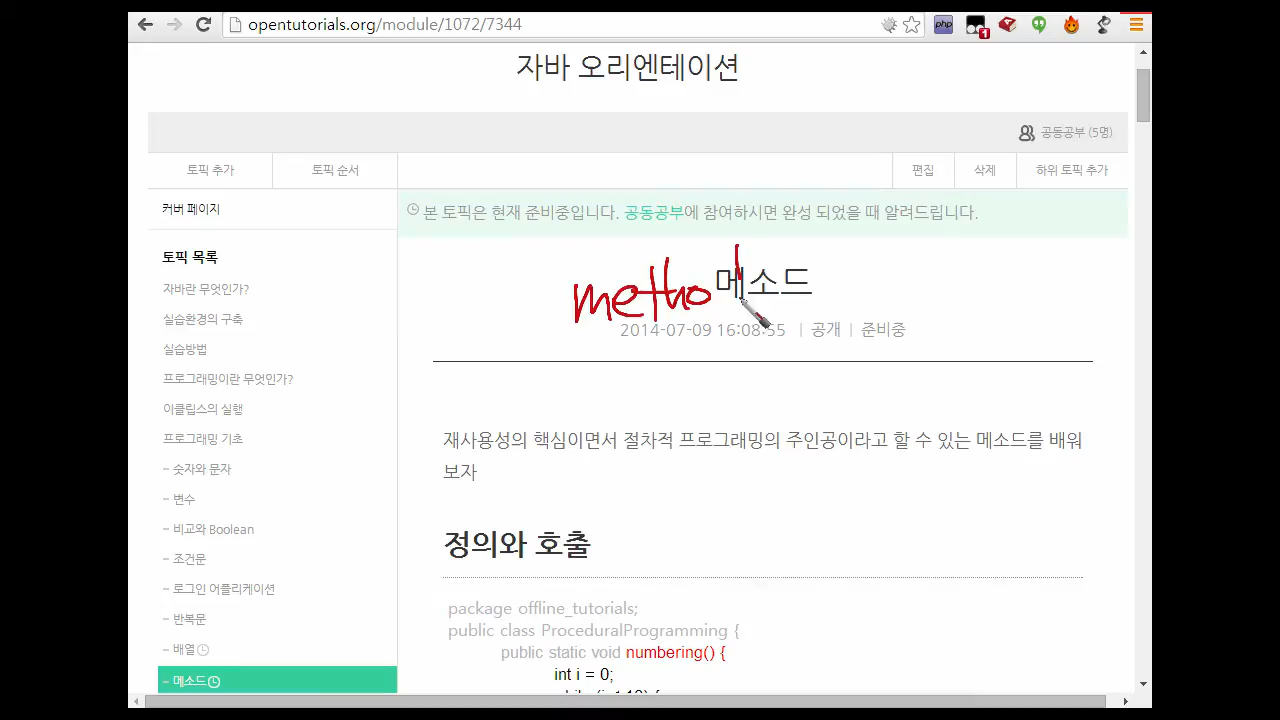 opentutorials.org/module/1072/7344
php
1
자바 오리엔테이션
공동공부 (5명)
토픽 추가
토픽 순서
편집
삭제
하위 토픽 추가
커버 페이지
본 토픽은 현재 준비중입니다. 공동공부에 참여하시면 완성 되었을 때 알려드립니다.
토픽 목록
자바란 무엇인가?
실습환경의 구축
실습방법
프로그래밍이란 무엇인가?
이클립스의 실행
프로그래밍 기초
- 숫자와 문자
- 변수
- 비교와 Boolean
- 조건문
- 로그인 어플리케이션
- 반복문
- 배열
- 메소드
metho
메소드
2014-07-09 16:08:55 | 공개 | 준비중
재사용성의 핵심이면서 절차적 프로그래밍의 주인공이라고 할 수 있는 메소드를 배워
보자
정의와 호출
package offline_tutorials;
public class ProceduralProgramming {
public static void numbering() {
int i = 0;